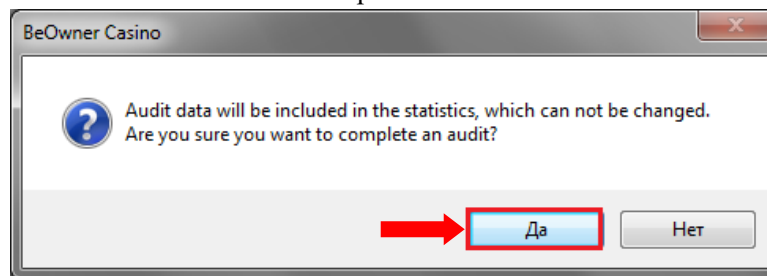 BeOwner Casino
Audit data will be included in the statistics, which can not be changed.
Are you sure you want to complete an audit?
Да
Нет